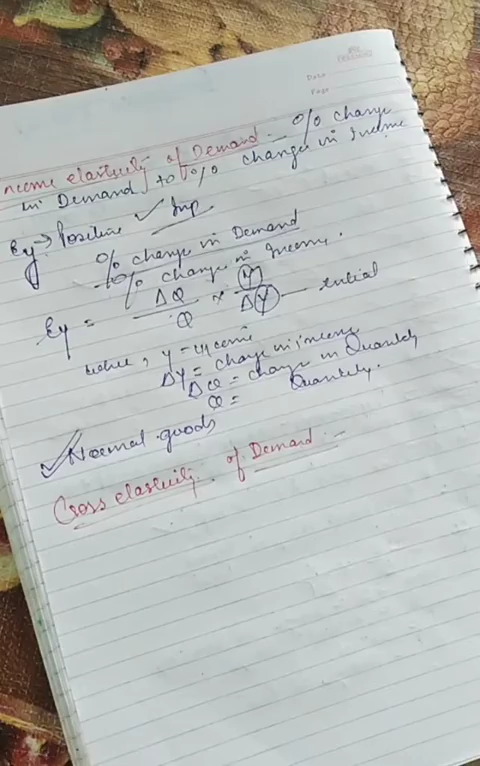 Date
Page
ncome elasticity of Demand - % change
in Demand to % change in Income
Ey → Positive ✓ Imp
% change in Demand
% change in Income.
Ey = ΔQ / Q × Y / ΔY — initial
where, y = income
ΔY = change in income
ΔQ = change in Quantity
Q = Quantity.
✓ Normal goods
Cross elasticity of Demand :-